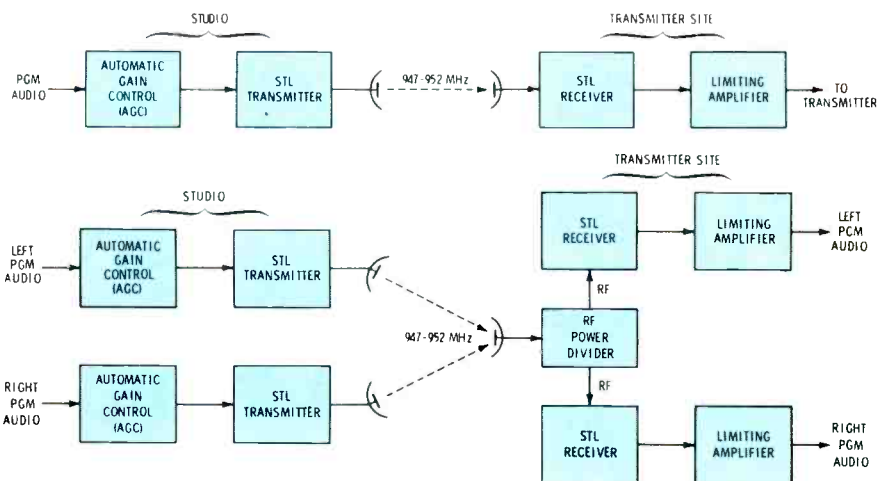 STUDIO
TRANSMITTER SITE
PGM
AUDIO
AUTOMATIC
GAIN
CONTROL
(AGC)
STL
TRANSMITTER
947-952 MHz
STL
RECEIVER
LIMITING
AMPLIFIER
TO
TRANSMITTER
TRANSMITTER SITE
STUDIO
LEFT
PGM
AUDIO
AUTOMATIC
GAIN
CONTROL
(AGC)
STL
TRANSMITTER
STL
RECEIVER
LIMITING
AMPLIFIER
LEFT
PGM
AUDIO
RF
947-952 MHz
RF
POWER
DIVIDER
RF
RIGHT
PGM
AUDIO
AUTOMATIC
GAIN
CONTROL
(AGC)
STL
TRANSMITTER
STL
RECEIVER
LIMITING
AMPLIFIER
RIGHT
PGM
AUDIO